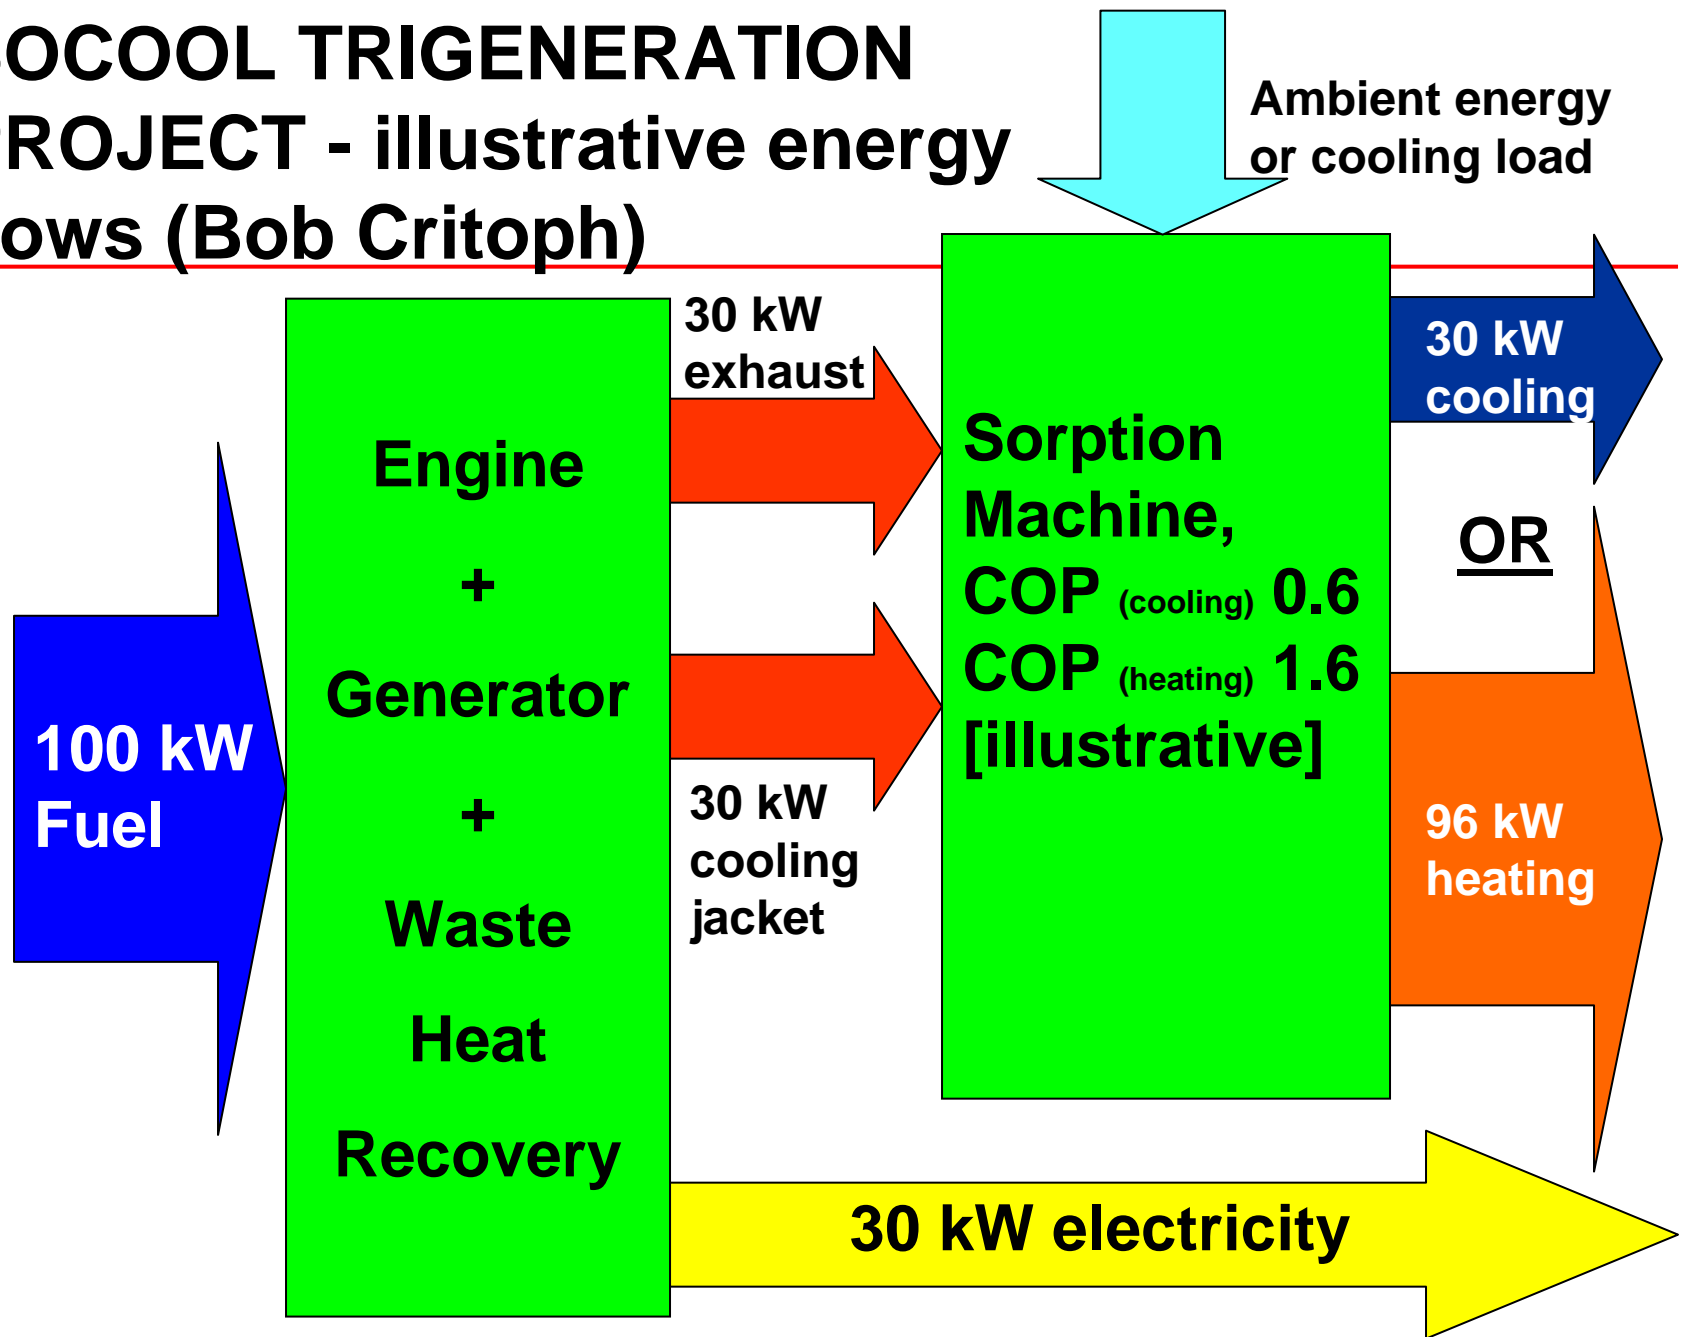 OCOOL TRIGENERATION
ROJECT - illustrative energy
ows (Bob Critoph)
Ambient energy
or cooling load
30 kW
exhaust
30 kW
cooling
Engine
+
Generator
+
Waste
Heat
Recovery
Sorption
Machine,
COP (cooling) 0.6
COP (heating) 1.6
[illustrative]
OR
100 kW
Fuel
30 kW
cooling
jacket
96 kW
heating
30 kW electricity